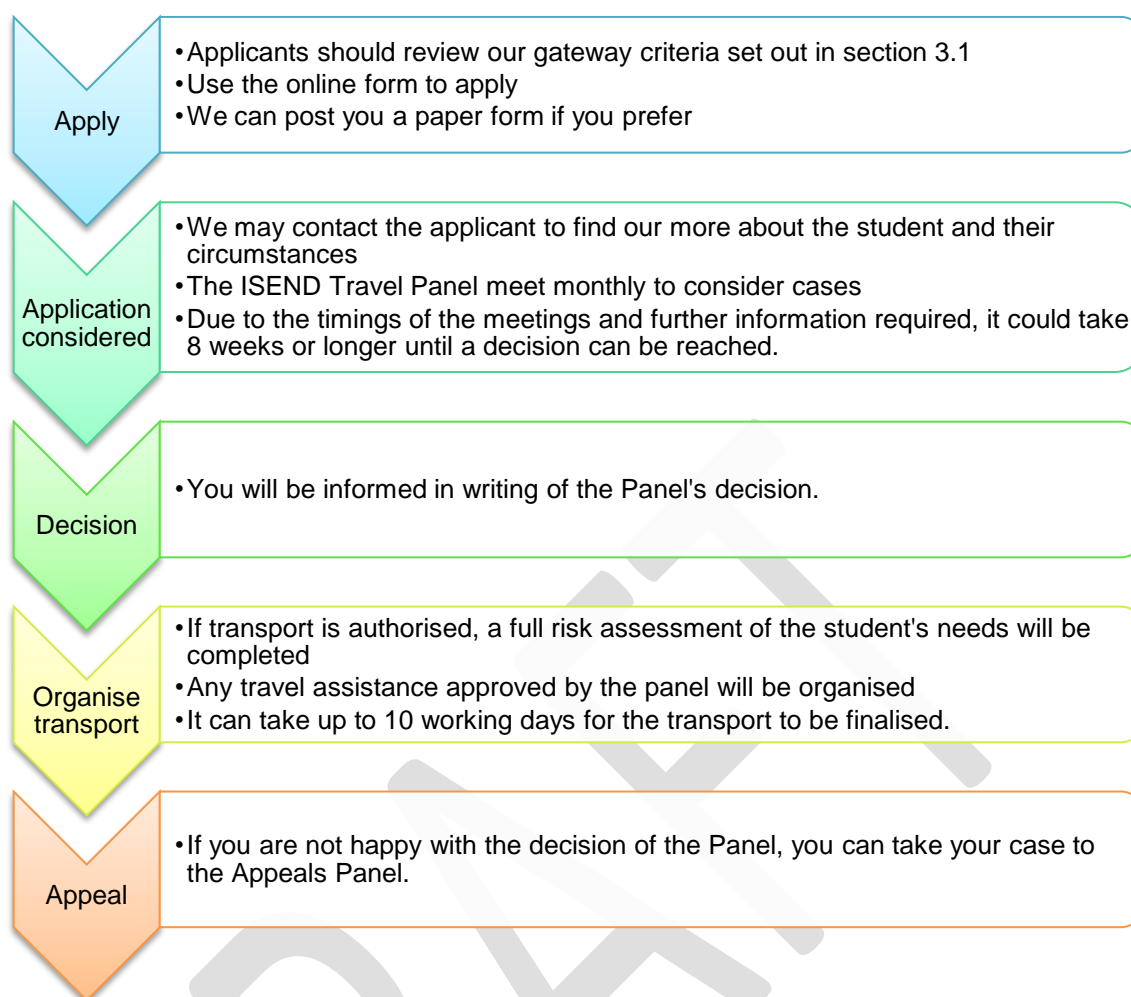 Apply
•Applicants should review our gateway criteria set out in section 3.1
•Use the online form to apply
•We can post you a paper form if you prefer
Application
considered
•We may contact the applicant to find our more about the student and their
circumstances
•The ISEND Travel Panel meet monthly to consider cases
•Due to the timings of the meetings and further information required, it could take
8 weeks or longer until a decision can be reached.
Decision
•You will be informed in writing of the Panel's decision.
Organise
transport
•If transport is authorised, a full risk assessment of the student's needs will be
completed
•Any travel assistance approved by the panel will be organised
•It can take up to 10 working days for the transport to be finalised.
Appeal
•If you are not happy with the decision of the Panel, you can take your case to
the Appeals Panel.